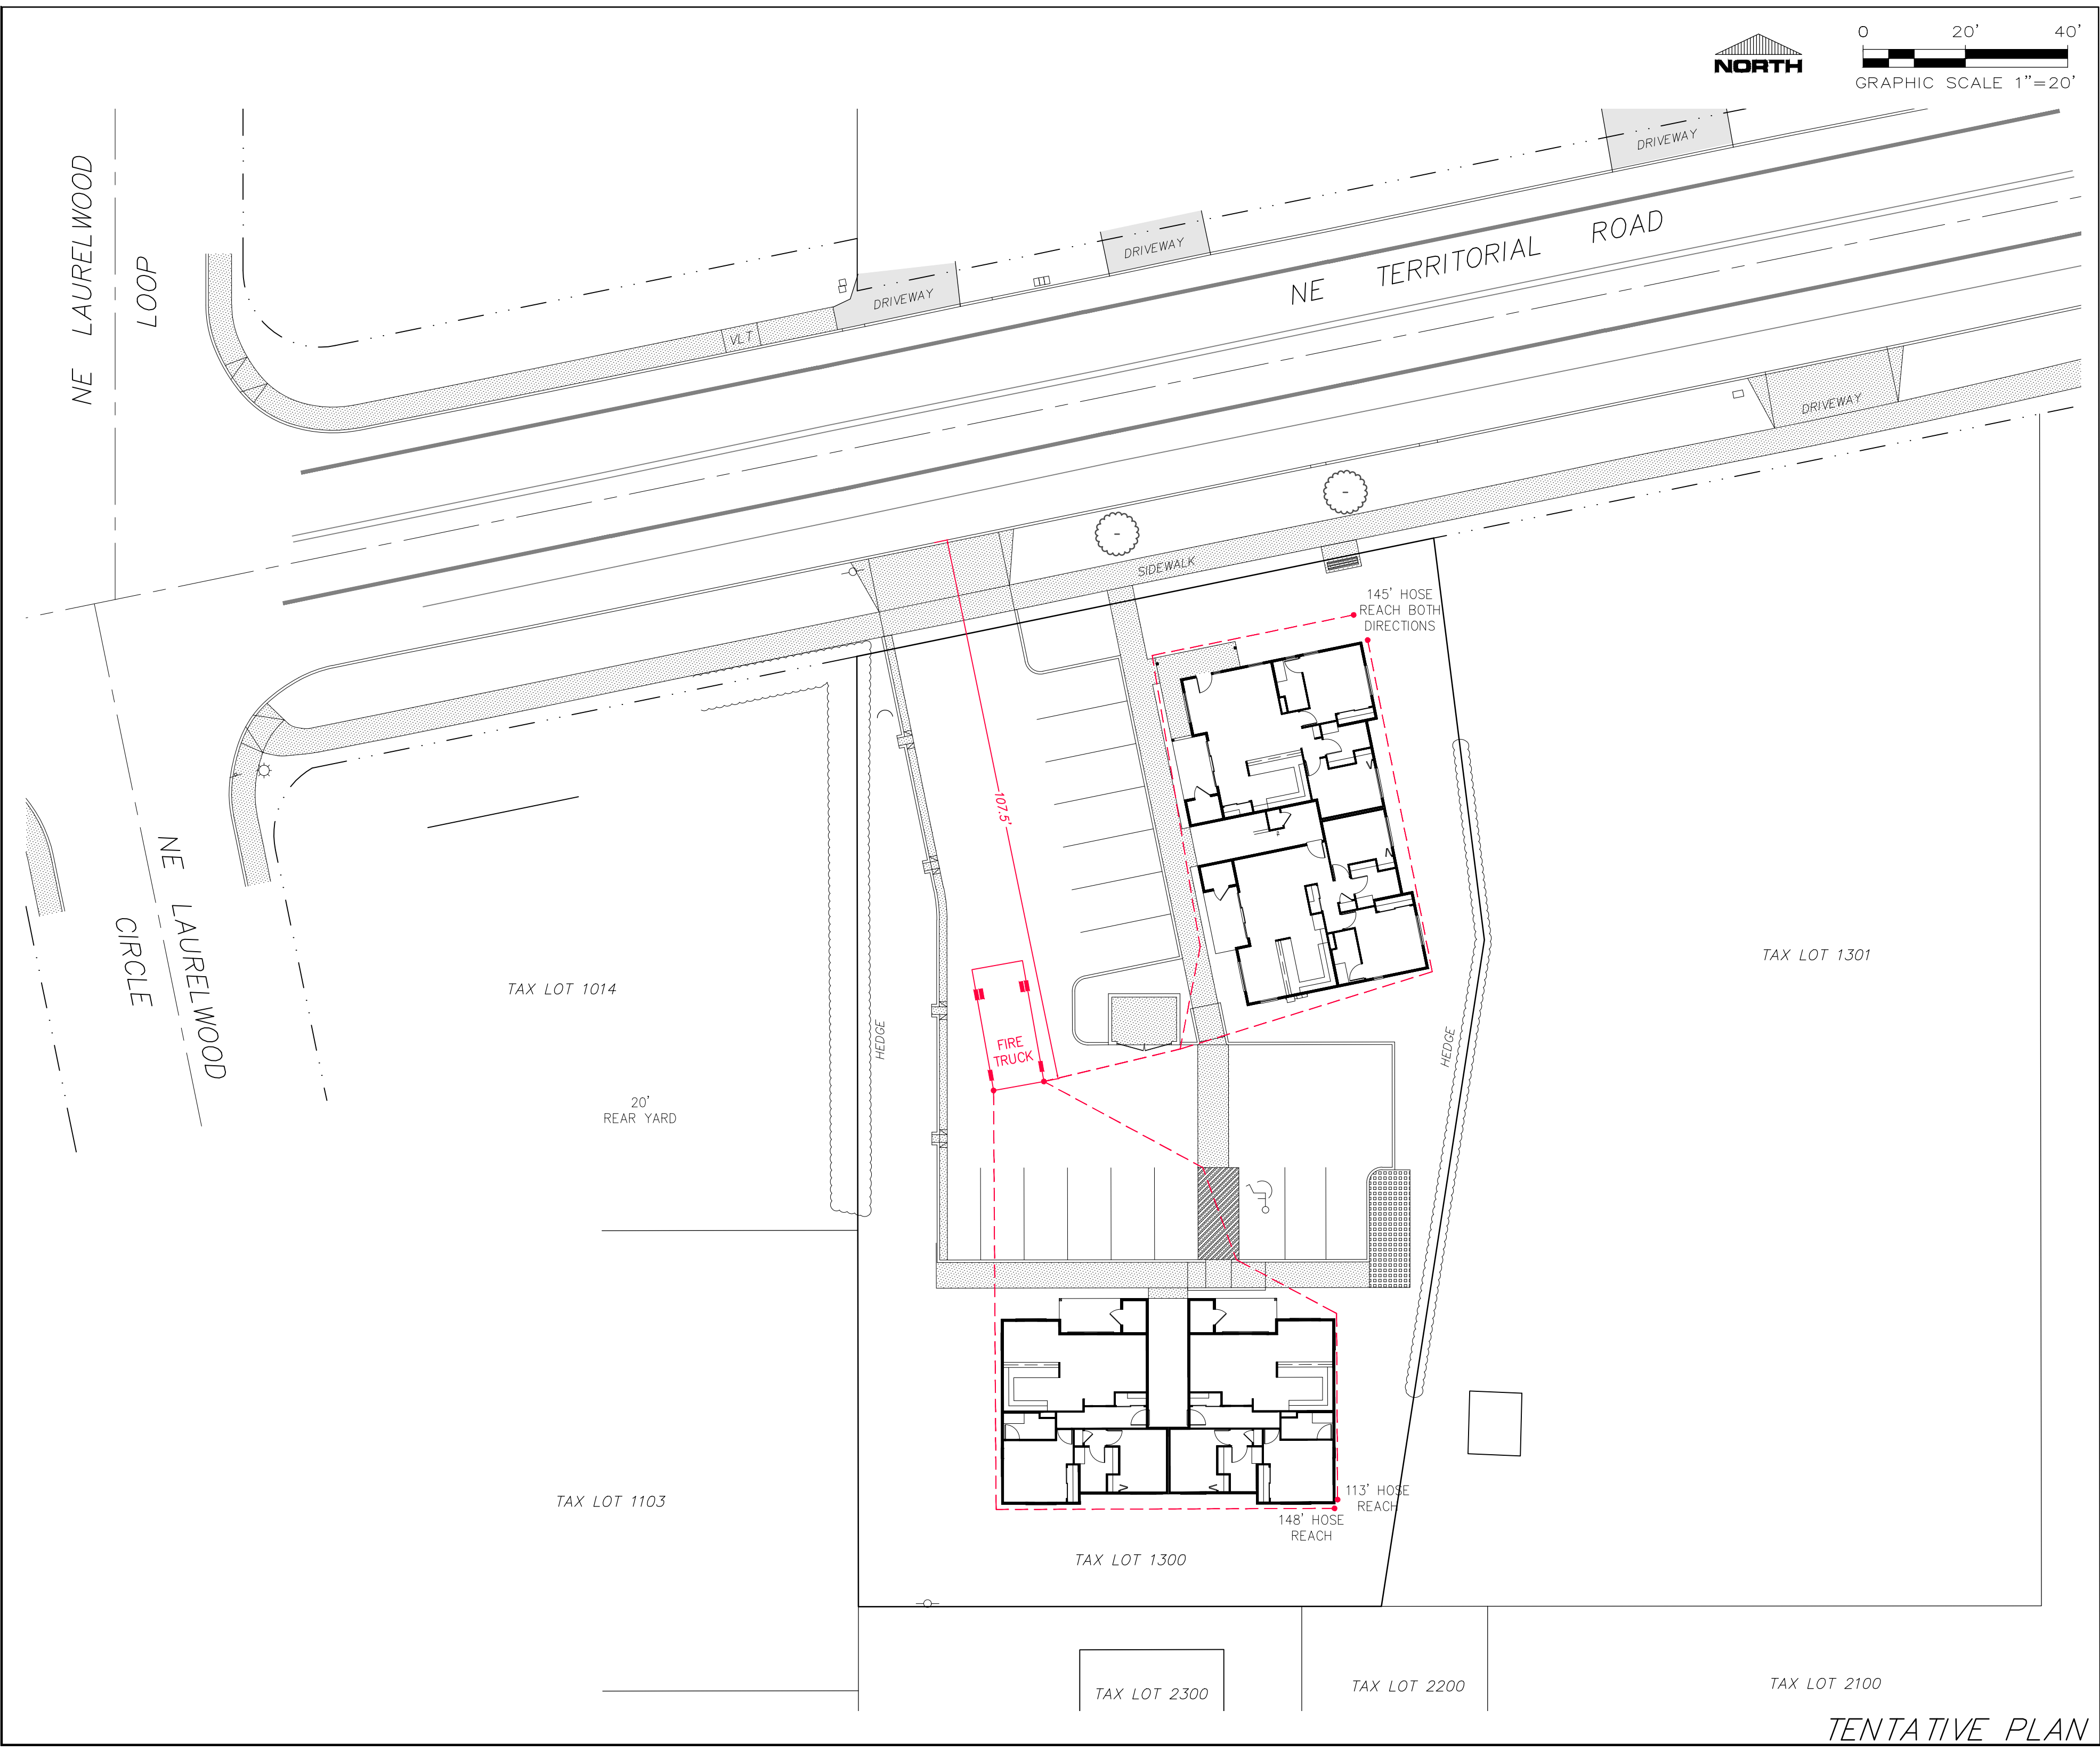 0 20' 40'
NORTH
GRAPHIC SCALE 1"=20'
NE LAURELWOOD
LOOP
DRIVEWAY
DRIVEWAY
DRIVEWAY
VLT
NE TERRITORIAL ROAD
DRIVEWAY
SIDEWALK
145' HOSE
REACH BOTH
DIRECTIONS
107.5'
NE LAURELWOOD
CIRCLE
TAX LOT 1014
TAX LOT 1301
HEDGE
HEDGE
FIRE
TRUCK
20'
REAR YARD
TAX LOT 1103
113' HOSE
REACH
148' HOSE
REACH
TAX LOT 1300
TAX LOT 2300
TAX LOT 2200
TAX LOT 2100
TENTATIVE PLAN